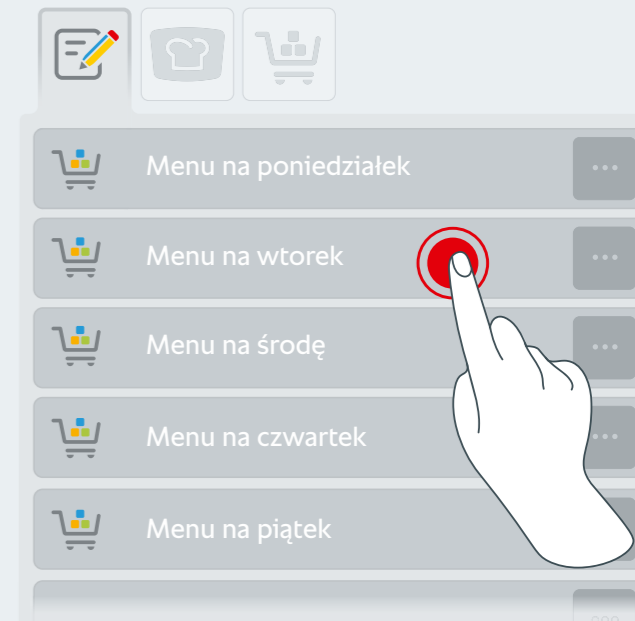 Menu na poniedziałek
Menu na wtorek
Menu na środę
Menu na czwartek
Menu na piątek